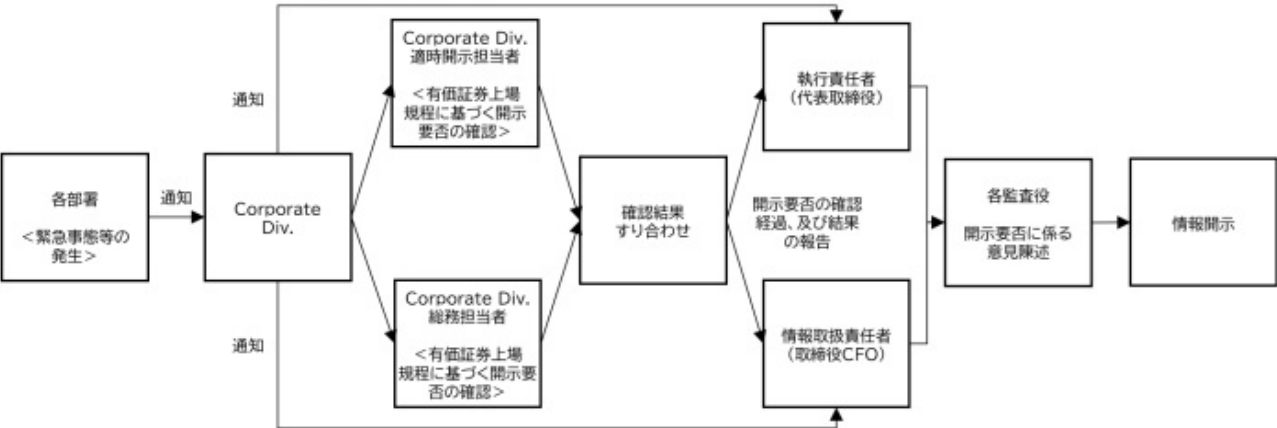 Corporate Div.
適時開示担当者
<有価証券上場
規程に基づく開示
要否の確認>
執行責任者
(代表取締役)
通知
各部署
<緊急事態等の
発生>
通知
Corporate
Div.
確認結果
すり合わせ
開示要否の確認
経過、及び結果
の報告
各監査役
開示要否に係る
意見陳述
情報開示
Corporate Div.
総務担当者
<有価証券上場
規程に基づく開示要
否の確認>
通知
情報取扱責任者
(取締役CFO)